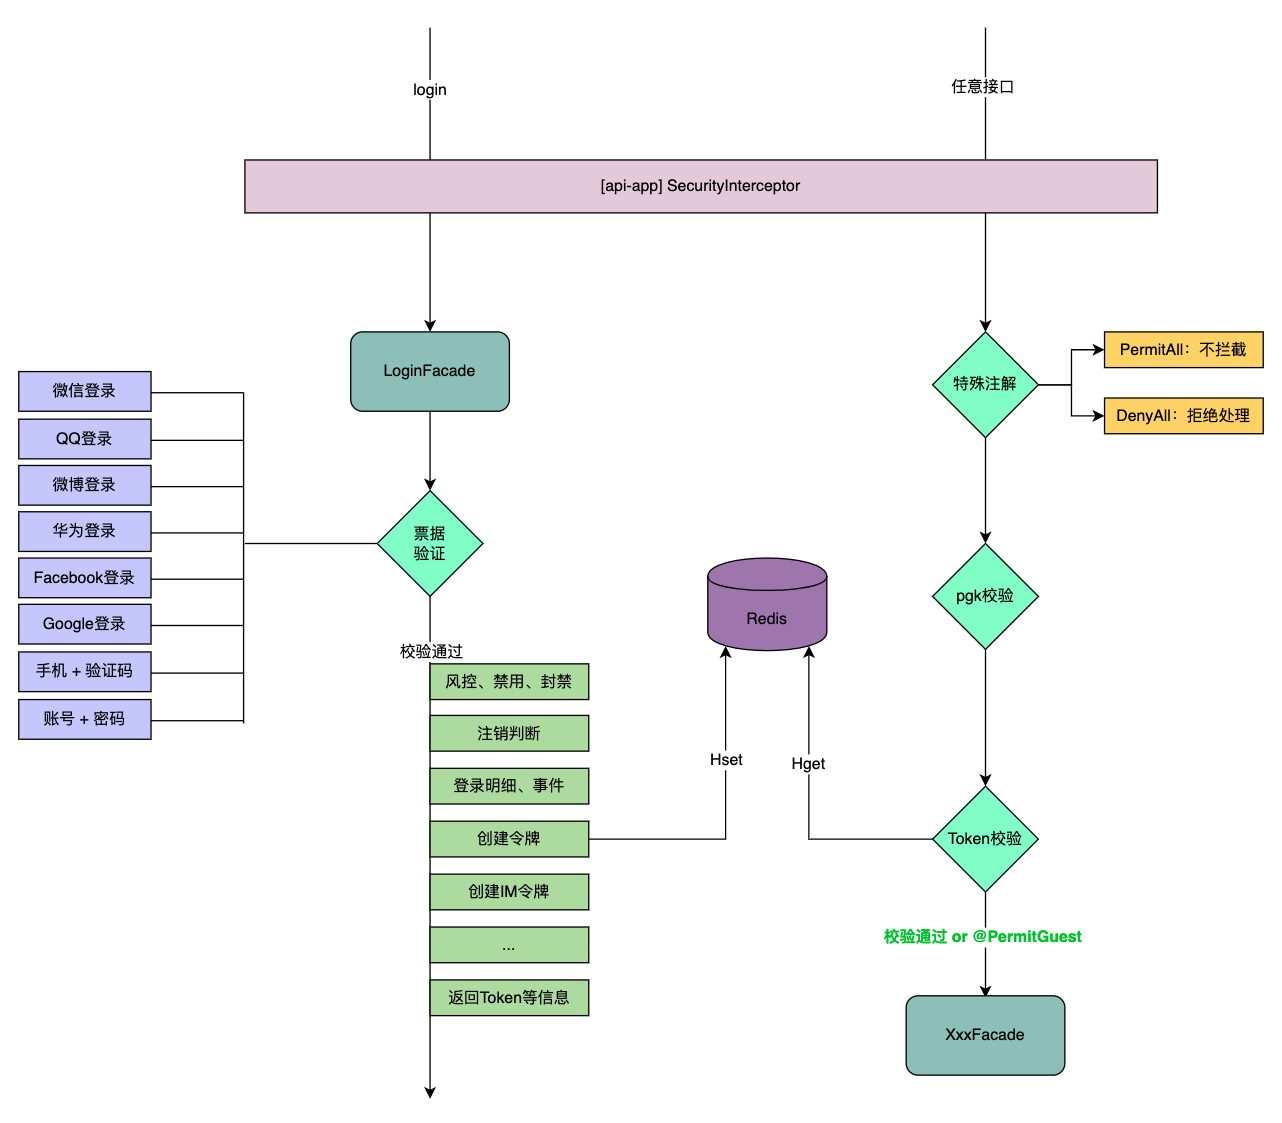 login
任意接口
[api-app] SecurityInterceptor
LoginFacade
微信登录
QQ登录
微博登录
华为登录
Facebook登录
Google登录
手机 + 验证码
账号 + 密码
票据
验证
校验通过
风控、禁用、封禁
注销判断
登录明细、事件
创建令牌
创建IM令牌
...
返回Token等信息
Redis
Hset
Hget
特殊注解
PermitAll：不拦截
DenyAll：拒绝处理
pgk校验
Token校验
校验通过 or @PermitGuest
XxxFacade